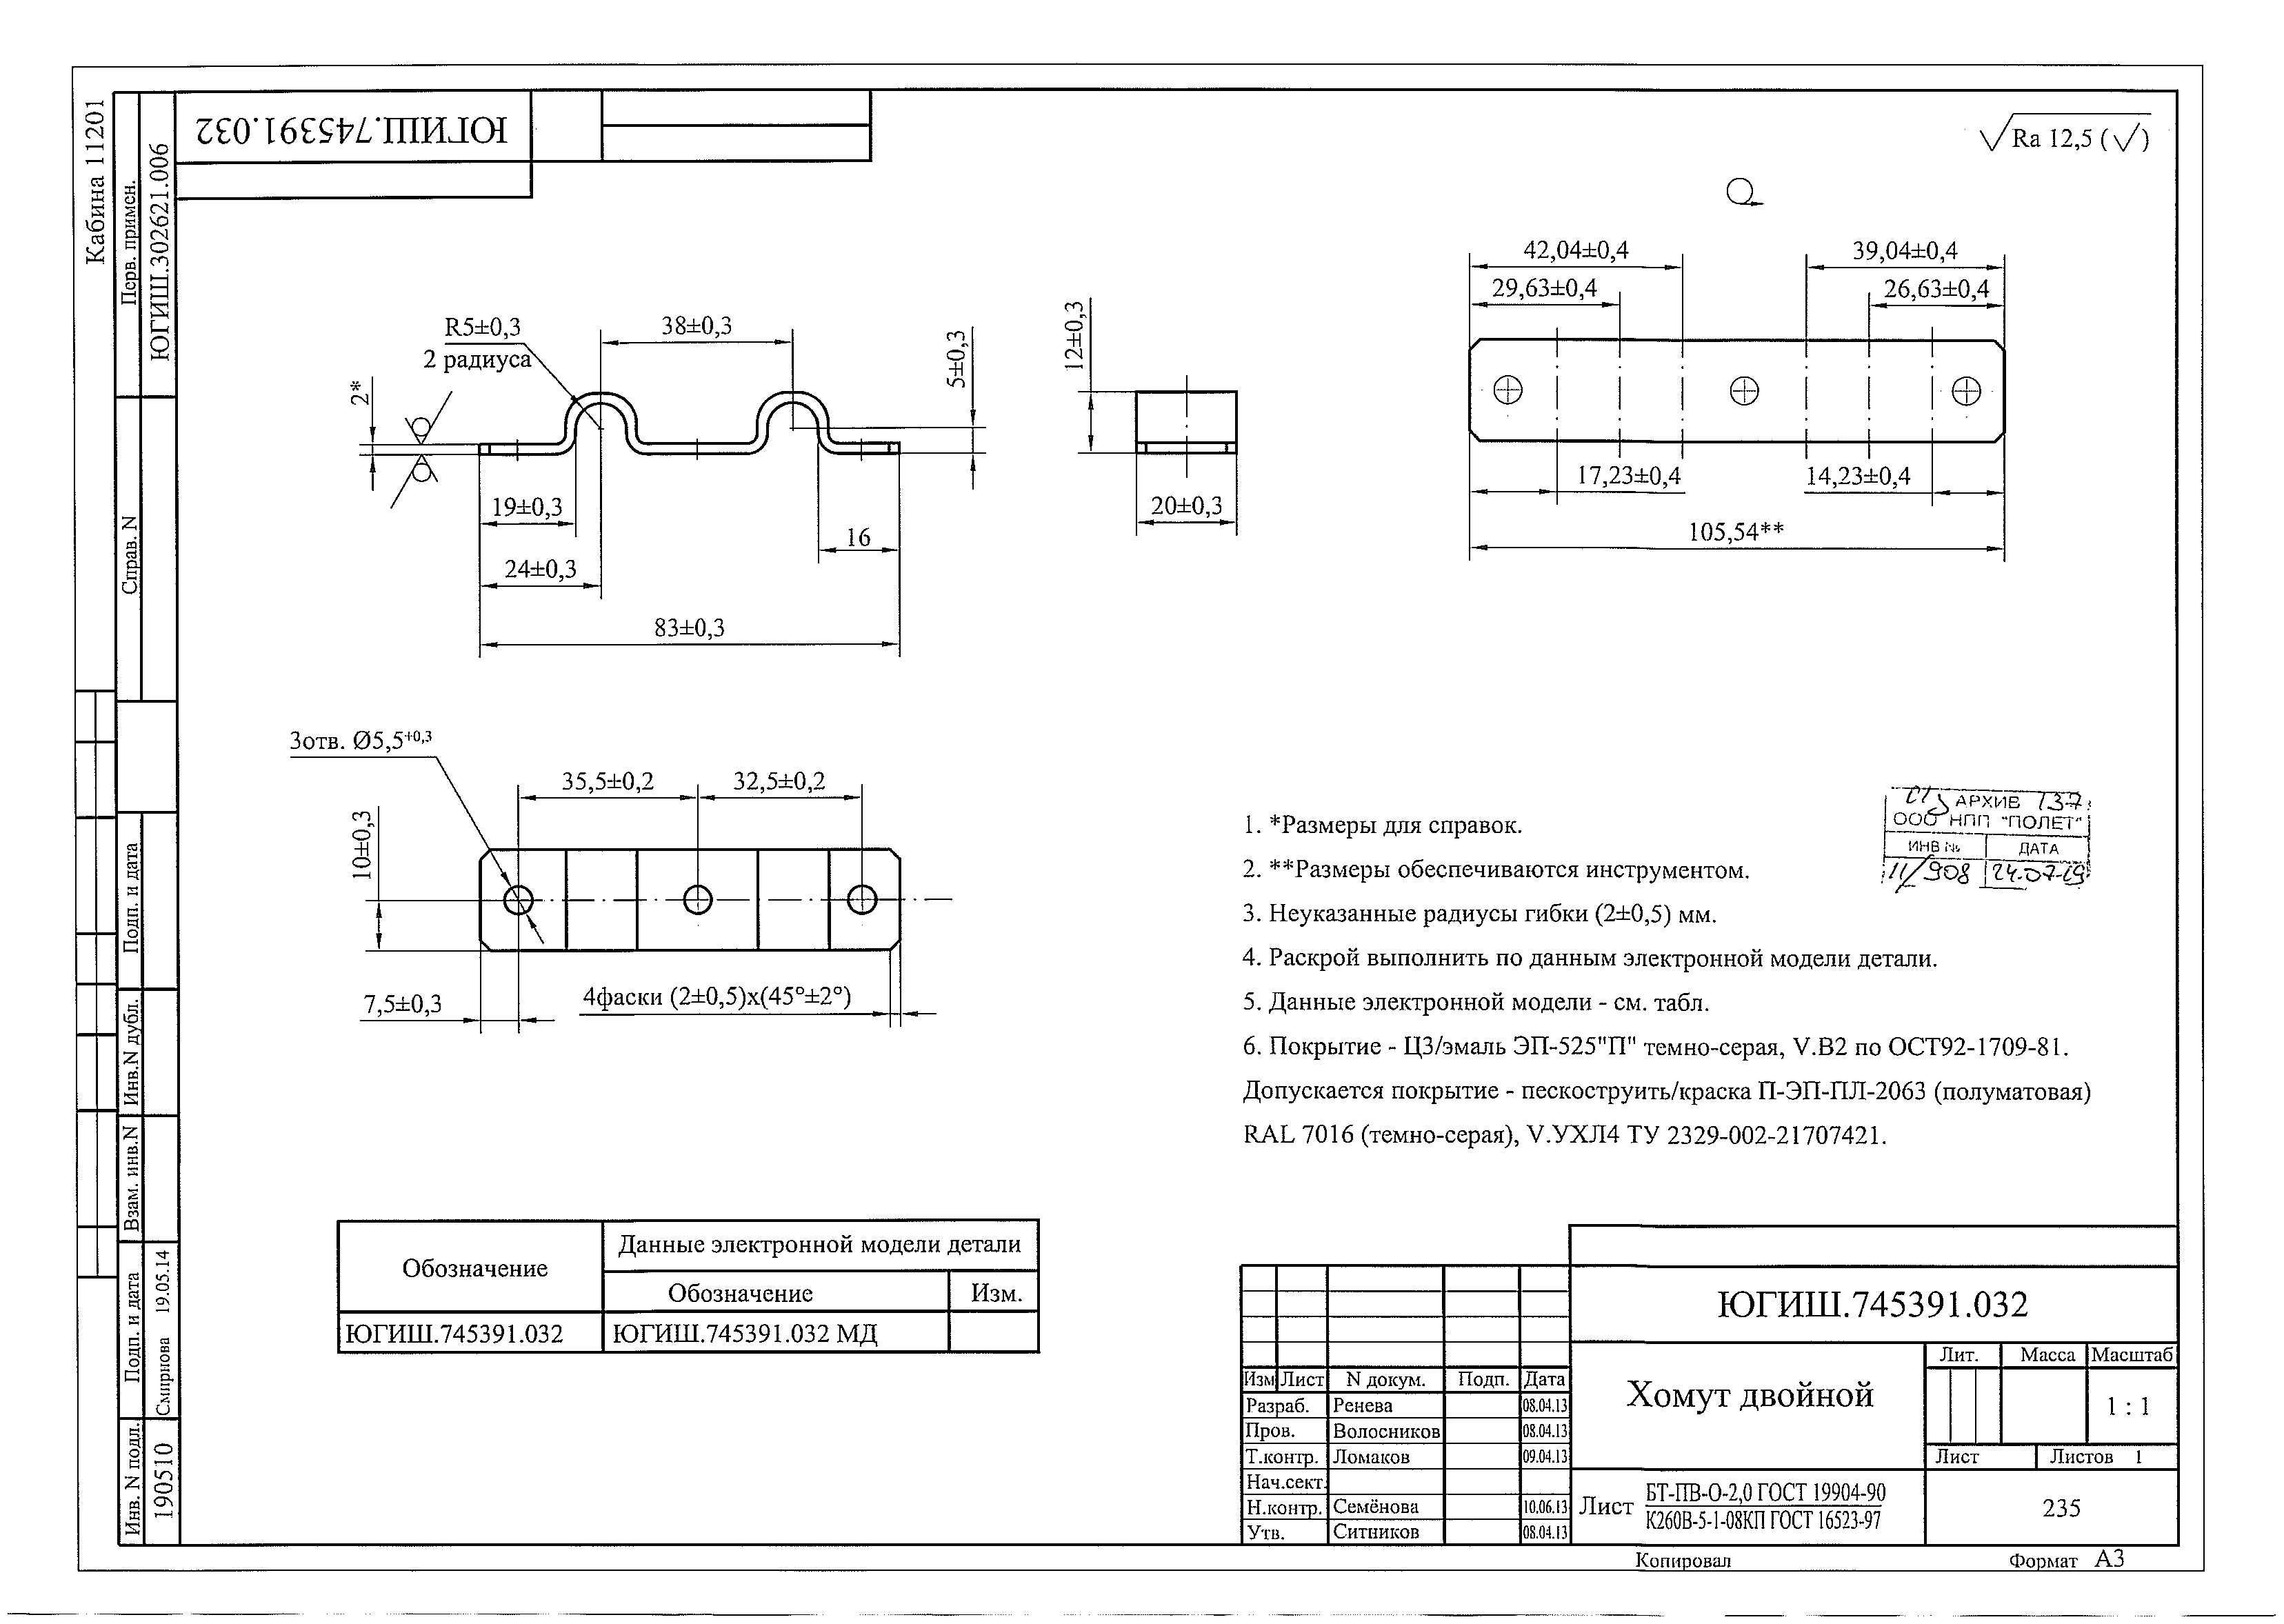 Кабина 11201
Перв. примен.
ЮГИШ.302621.006
Справ. N
Подп. и дата
Инв.N дубл.
Взам. инв.N
Подп. и дата
Смирнова 19.05.14
Инв. N подл.
190510
ЮГИШ.745391.032
Ra 12,5 (√)
R5±0,3
2 радиуса
38±0,3
5±0,3
2*
19±0,3
24±0,3
16
83±0,3
12±0,3
20±0,3
42,04±0,4
39,04±0,4
29,63±0,4
26,63±0,4
17,23±0,4
14,23±0,4
105,54**
3отв. Ø5,5+0,3
35,5±0,2
32,5±0,2
10±0,3
7,5±0,3
4фаски (2±0,5)х(45°±2°)
АРХИВ 137
ООО НПП "ПОЛЕТ"
ИНВ № ДАТА
11/908 24.07.19
1. *Размеры для справок.
2. **Размеры обеспечиваются инструментом.
3. Неуказанные радиусы гибки (2±0,5) мм.
4. Раскрой выполнить по данным электронной модели детали.
5. Данные электронной модели - см. табл.
6. Покрытие - Ц3/эмаль ЭП-525"П" темно-серая, V.B2 по ОСТ92-1709-81.
Допускается покрытие - пескоструить/краска П-ЭП-ПЛ-2063 (полуматовая)
RAL 7016 (темно-серая), V.УХЛ4 ТУ 2329-002-21707421.
Обозначение
Данные электронной модели детали
Обозначение Изм.
ЮГИШ.745391.032 ЮГИШ.745391.032 МД
ЮГИШ.745391.032
Хомут двойной
Лит. Масса Масштаб
1 : 1
Лист Листов 1
Изм Лист N докум. Подп. Дата
Разраб. Ренева 08.04.13
Пров. Волосников 08.04.13
Т.контр. Ломаков 09.04.13
Нач.сект.
Н.контр. Семёнова 10.06.13
Утв. Ситников 08.04.13
Лист
БТ-ПВ-О-2,0 ГОСТ 19904-90
К260В-5-1-08КП ГОСТ 16523-97
235
Копировал Формат А3